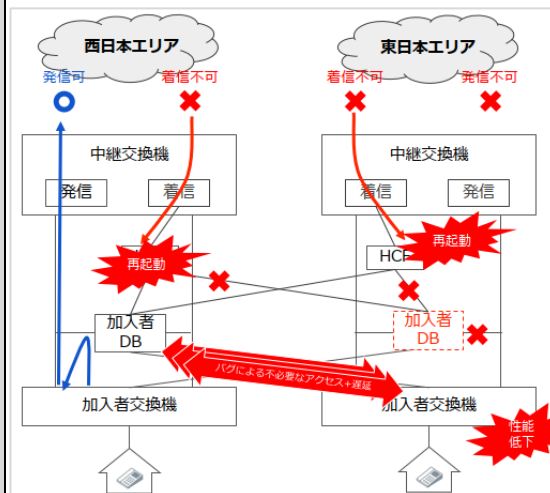 西日本エリア
東日本エリア
発信可
着信不可
着信不可
発信不可
中継交換機
中継交換機
発信
着信
着信
発信
再起動
再起動
加入者
DB
加入者
DB
バグによる不必要なアクセス+遅延
加入者交換機
加入者交換機
性能
低下